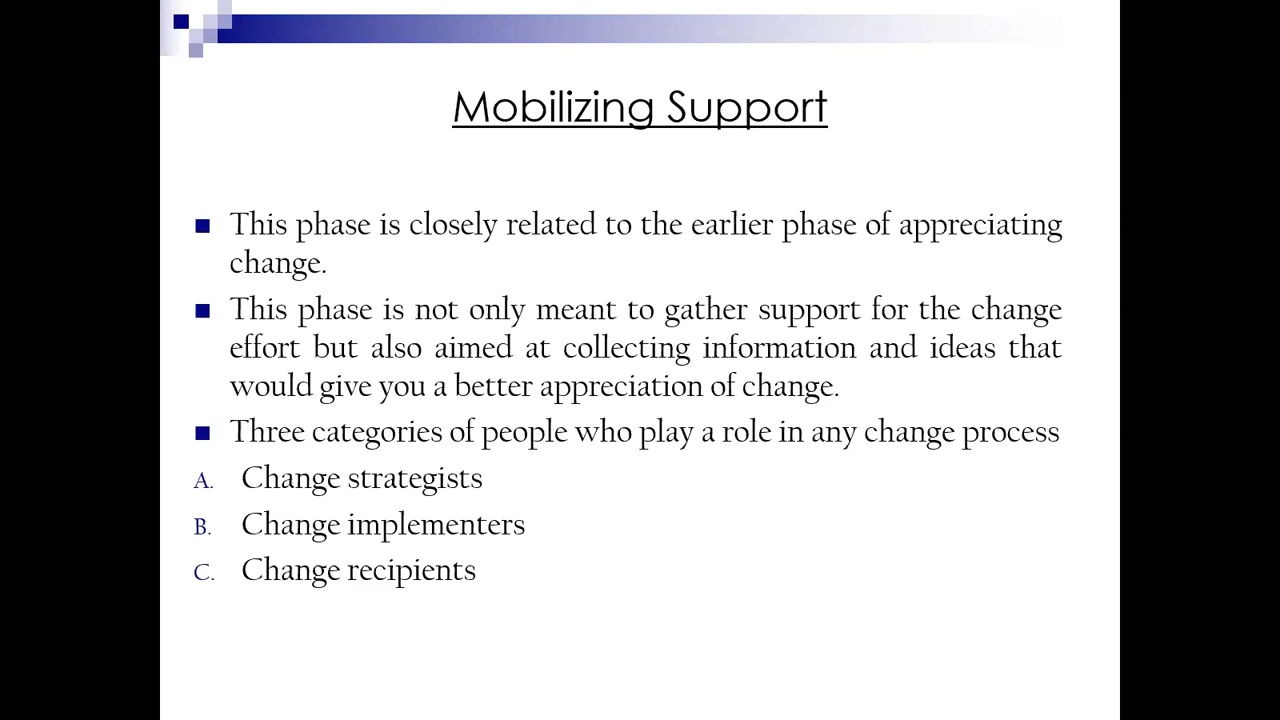 Mobilizing Support
This phase is closely related to the earlier phase of appreciating
change.
This phase is not only meant to gather support for the change
effort but also aimed at collecting information and ideas that
would give you a better appreciation of change.
Three categories of people who play a role in any change process
A. Change strategists
B. Change implementers
C. Change recipients